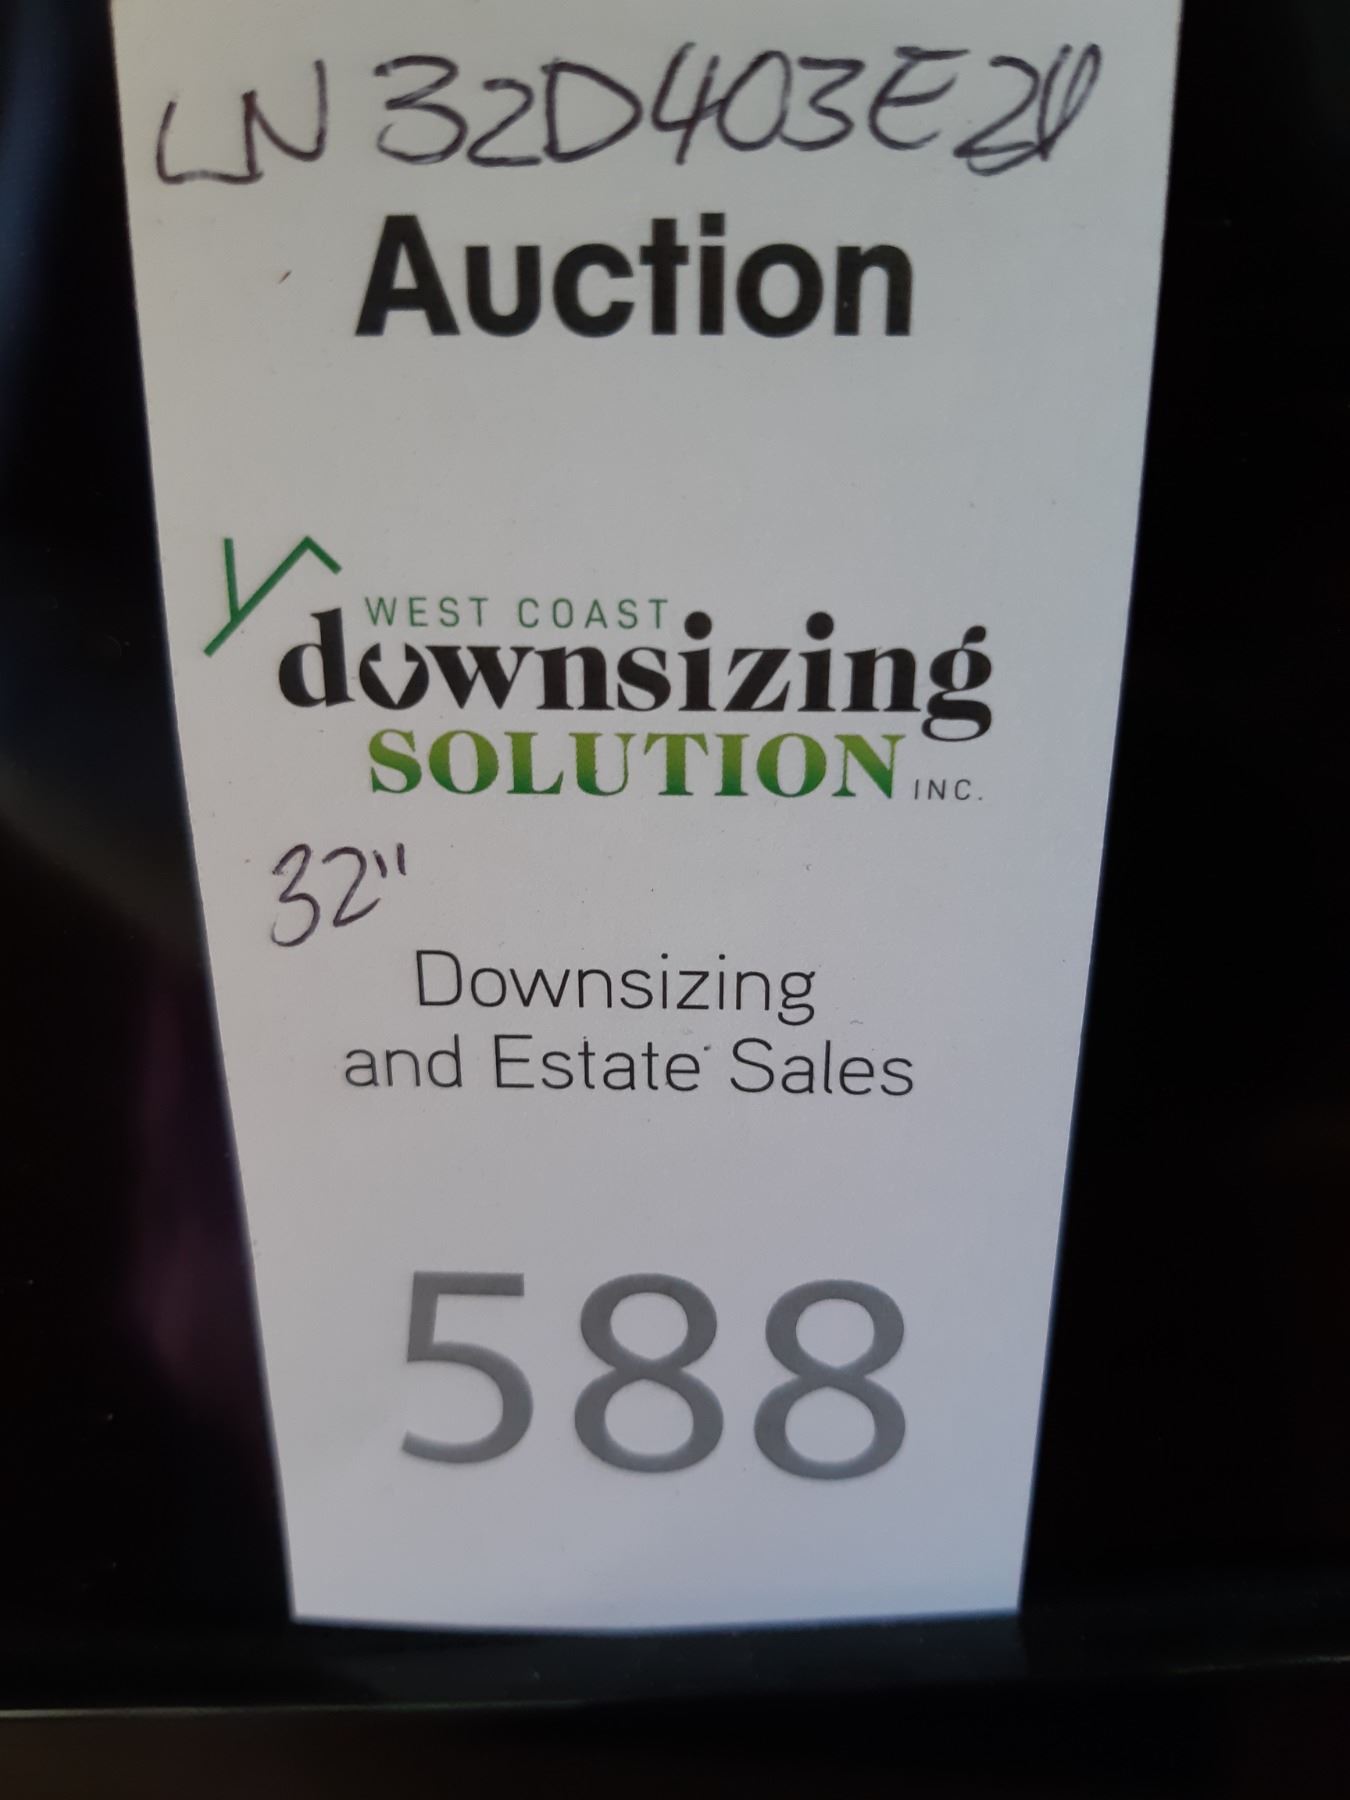 LN32D403E2D
Auction
WEST COAST
downsizing
SOLUTION INC.
32"
Downsizing
and Estate Sales
588